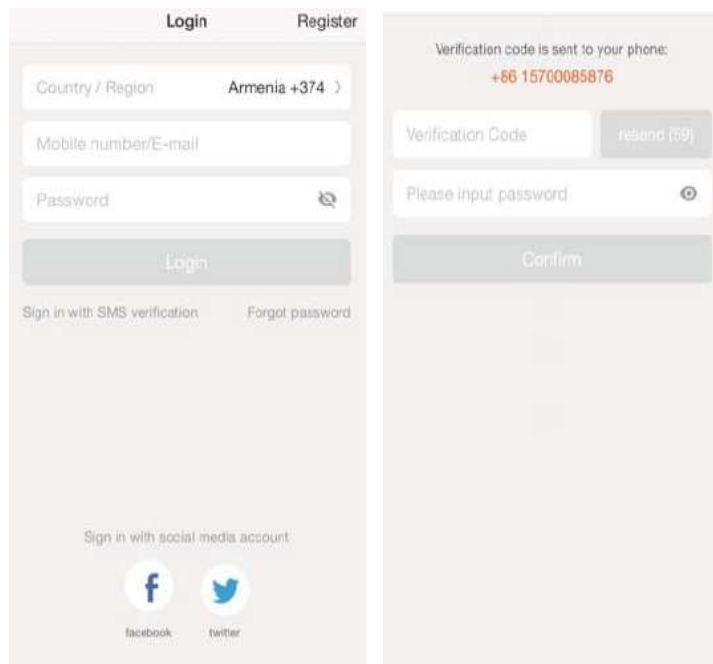 Login Register
Country / Region Armenia +374
Mobile number/E-mail
Password
Login
Sign in with SMS verification Forgot password
Sign in with social media account
f
facebook twitter
Verification code is sent to your phone:
+86 15700085876
Verification Code resend (59)
Please input password
Confirm